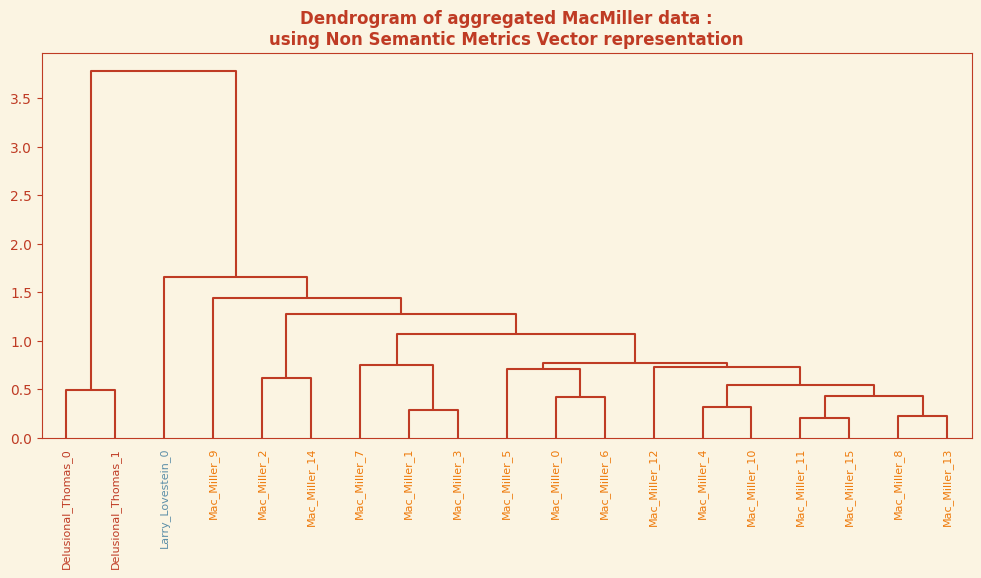 Dendrogram of aggregated MacMiller data :
using Non Semantic Metrics Vector representation
3.5
3.0
2.5
2.0
1.5
1.0
0.5
0.0
Delusional_Thomas_0
Delusional_Thomas_1
Larry_Lovestein_0
Mac_Miller_9
Mac_Miller_2
Mac_Miller_14
Mac_Miller_7
Mac_Miller_1
Mac_Miller_3
Mac_Miller_5
Mac_Miller_0
Mac_Miller_6
Mac_Miller_12
Mac_Miller_4
Mac_Miller_10
Mac_Miller_11
Mac_Miller_15
Mac_Miller_8
Mac_Miller_13